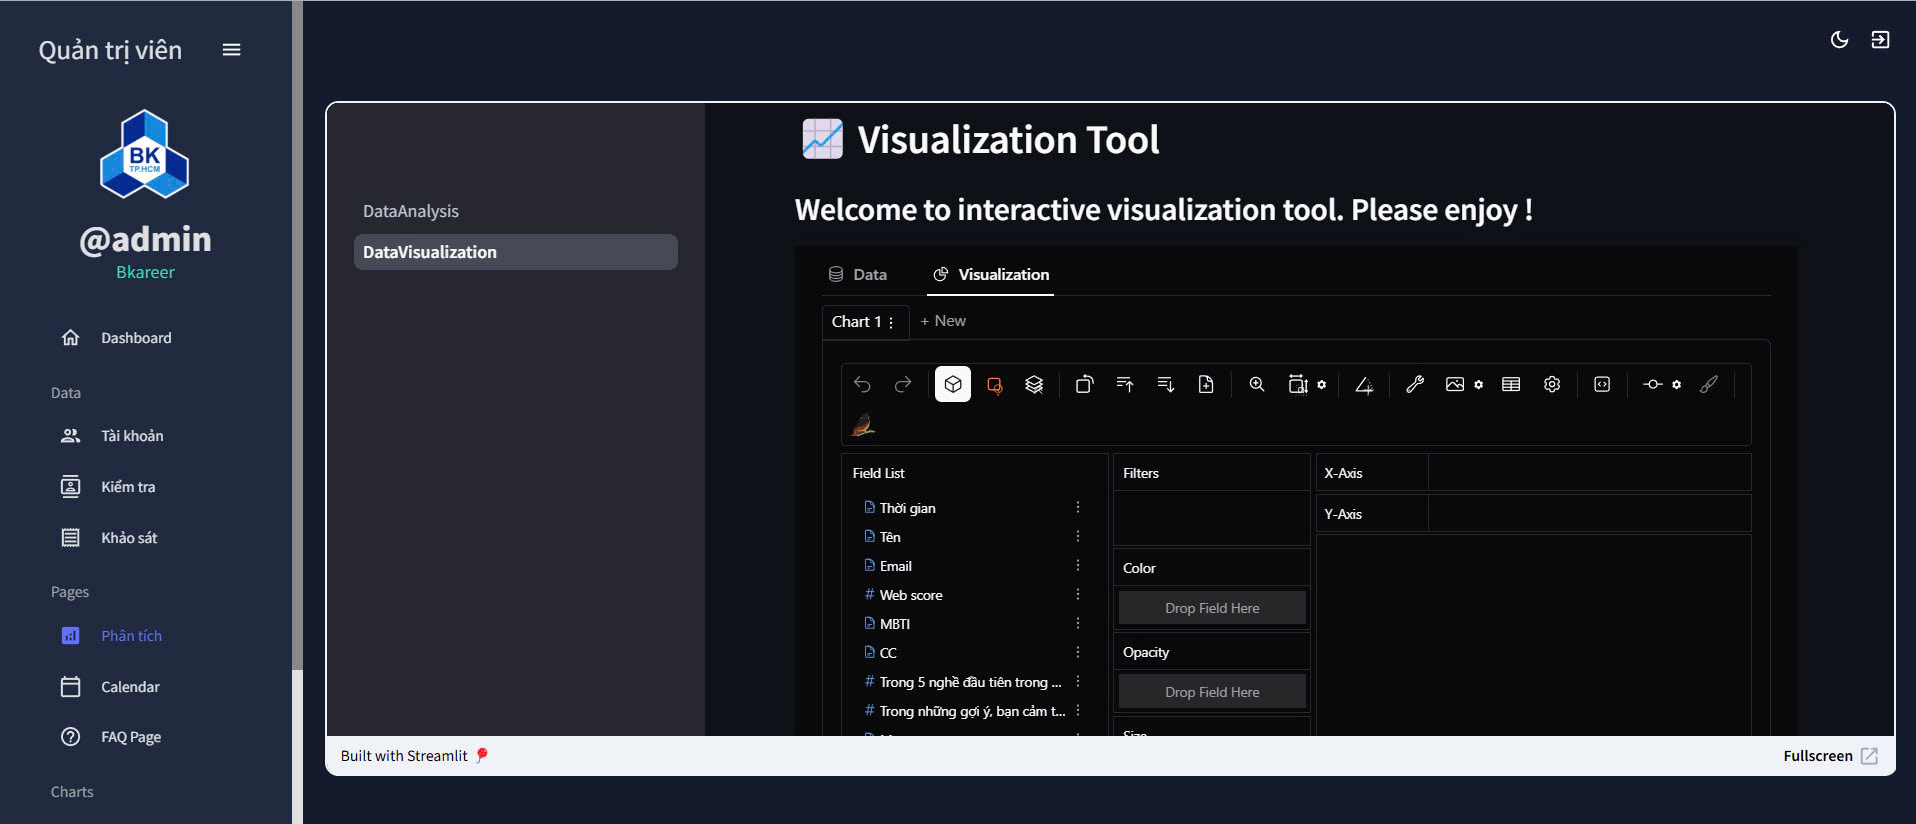 Quản trị viên
BK
TP.HCM
@admin
Bkareer
Dashboard
Data
Tài khoản
Kiểm tra
Khảo sát
Pages
Phân tích
Calendar
FAQ Page
Charts
DataAnalysis
DataVisualization
Visualization Tool
Welcome to interactive visualization tool. Please enjoy !
Data
Visualization
Chart 1
+ New
Field List
Thời gian
Tên
Email
# Web score
MBTI
CC
# Trong 5 nghề đầu tiên trong ...
# Trong những gợi ý, bạn cảm t...
Filters
Color
Drop Field Here
Opacity
Drop Field Here
Size
X-Axis
Y-Axis
Built with Streamlit
Fullscreen